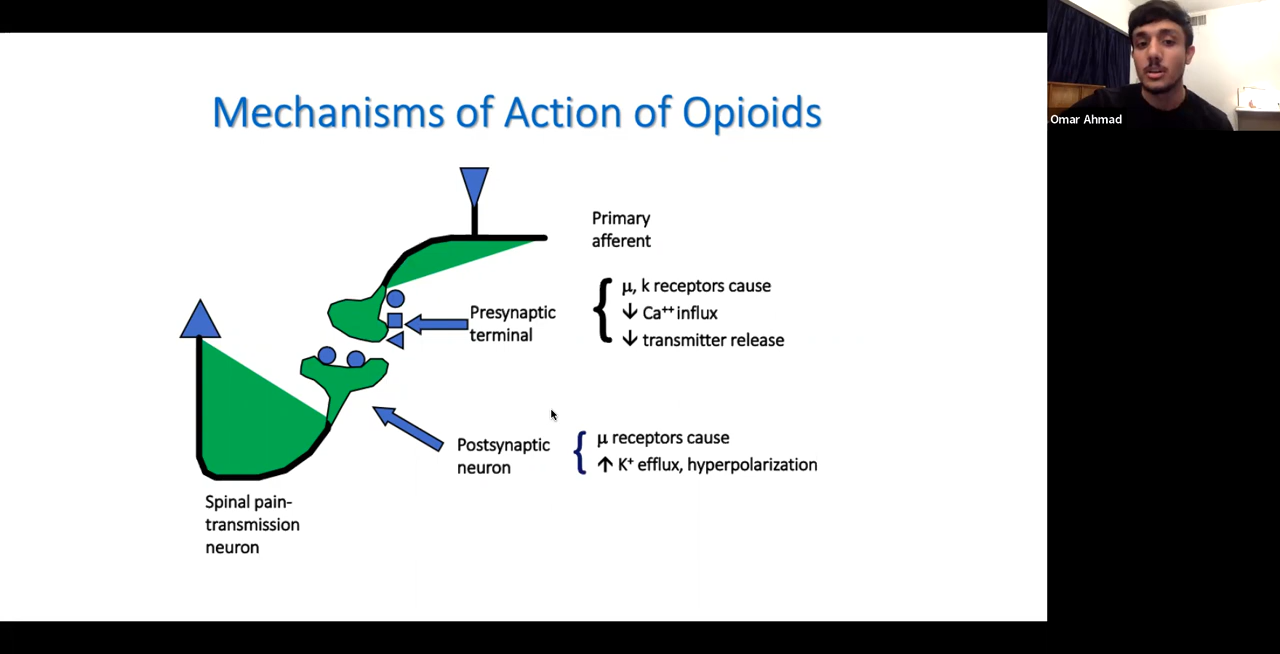 Mechanisms of Action of Opioids
Omar Ahmad
Primary
afferent
Presynaptic
terminal
μ, k receptors cause
↓ Ca⁺⁺ influx
↓ transmitter release
Postsynaptic
neuron
μ receptors cause
↑ K⁺ efflux, hyperpolarization
Spinal pain-
transmission
neuron